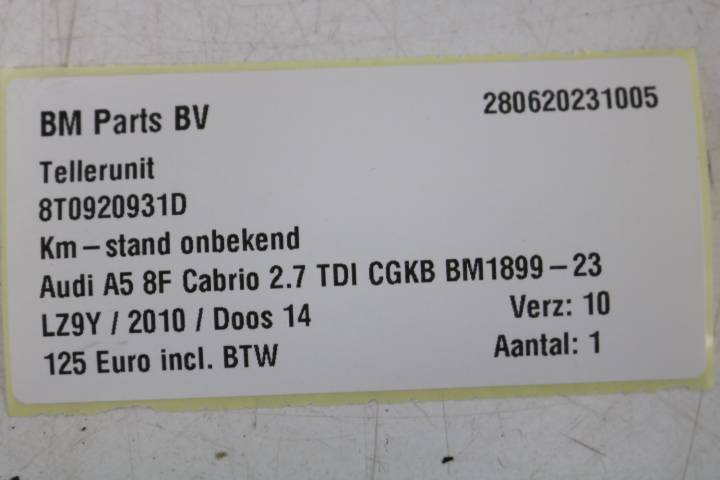 BM Parts BV 280620231005
Tellerunit
8T0920931D
Km-stand onbekend
Audi A5 8F Cabrio 2.7 TDI CGKB BM1899-23
LZ9Y / 2010 / Doos 14 Verz: 10
125 Euro incl. BTW Aantal: 1